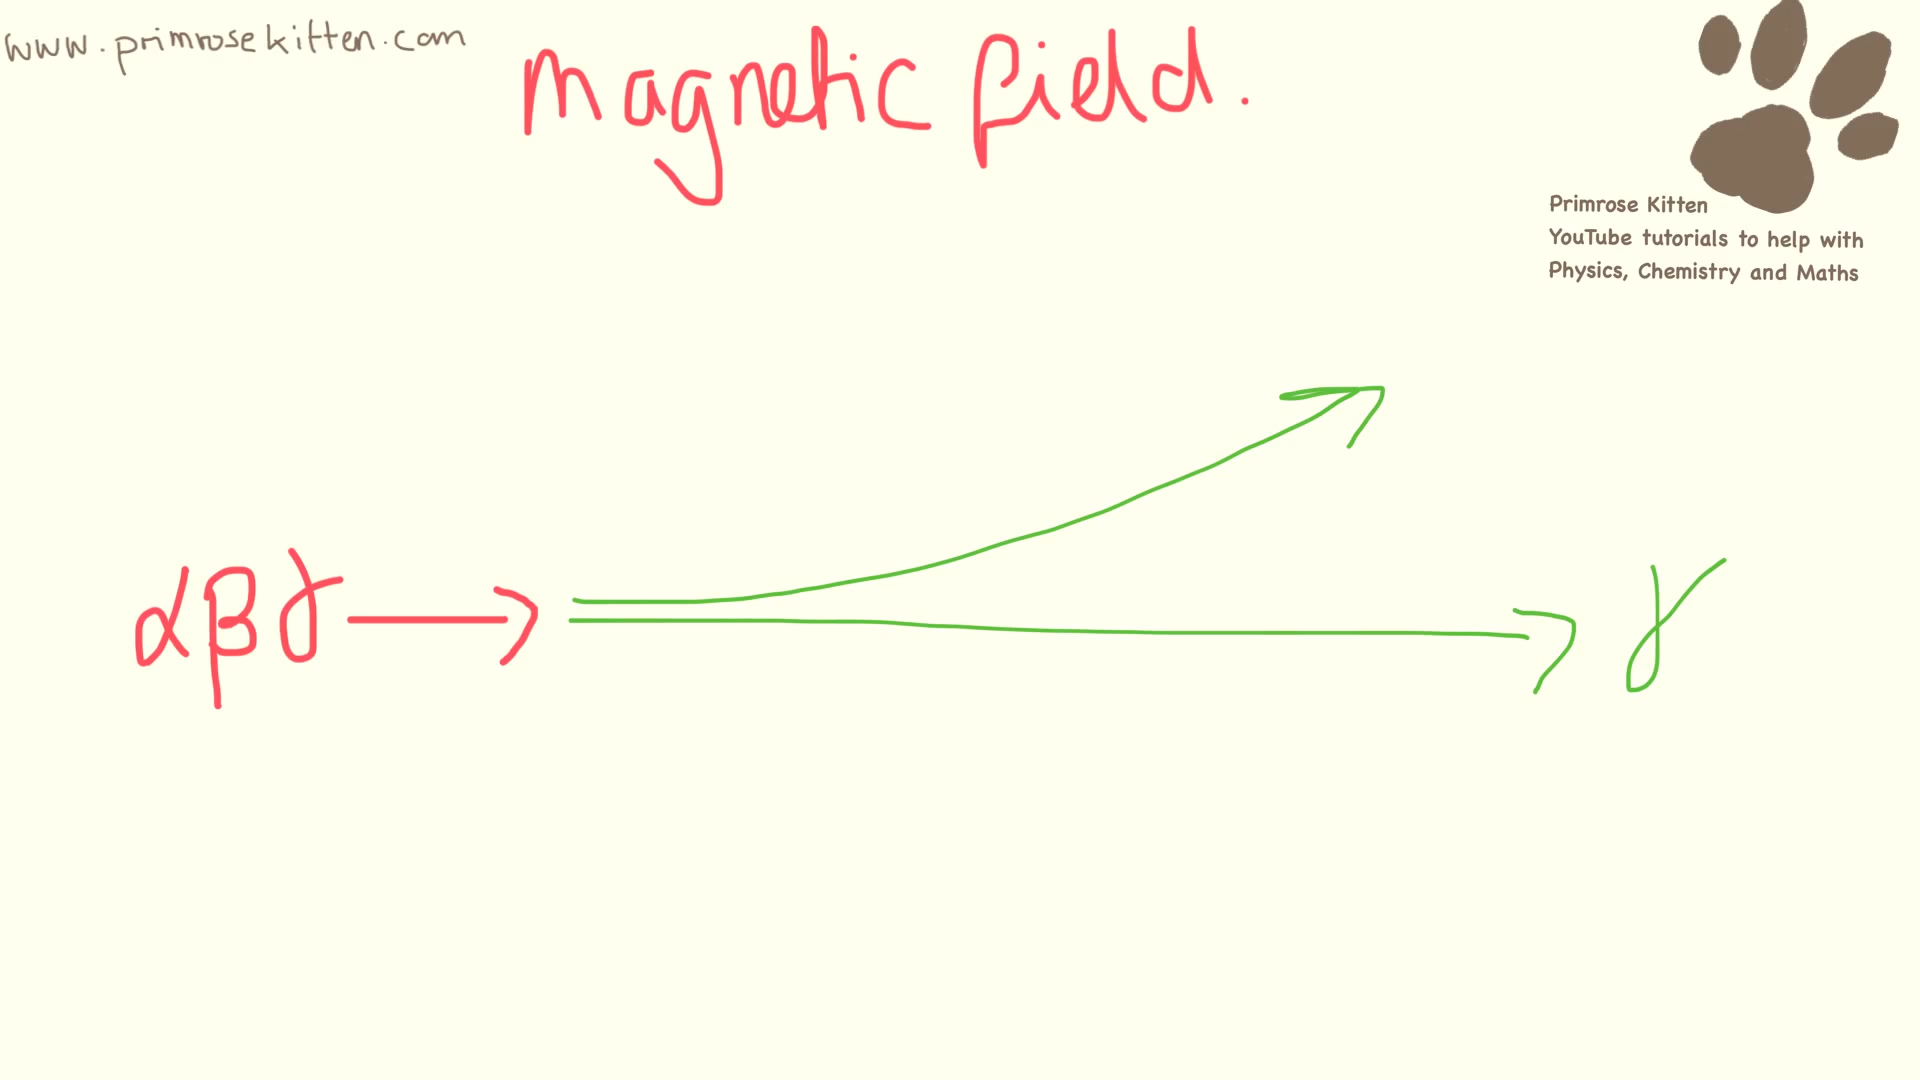 www.primrosekitten.com
Magnetic field.
Primrose Kitten
YouTube tutorials to help with
Physics, Chemistry and Maths
αβγ
γ